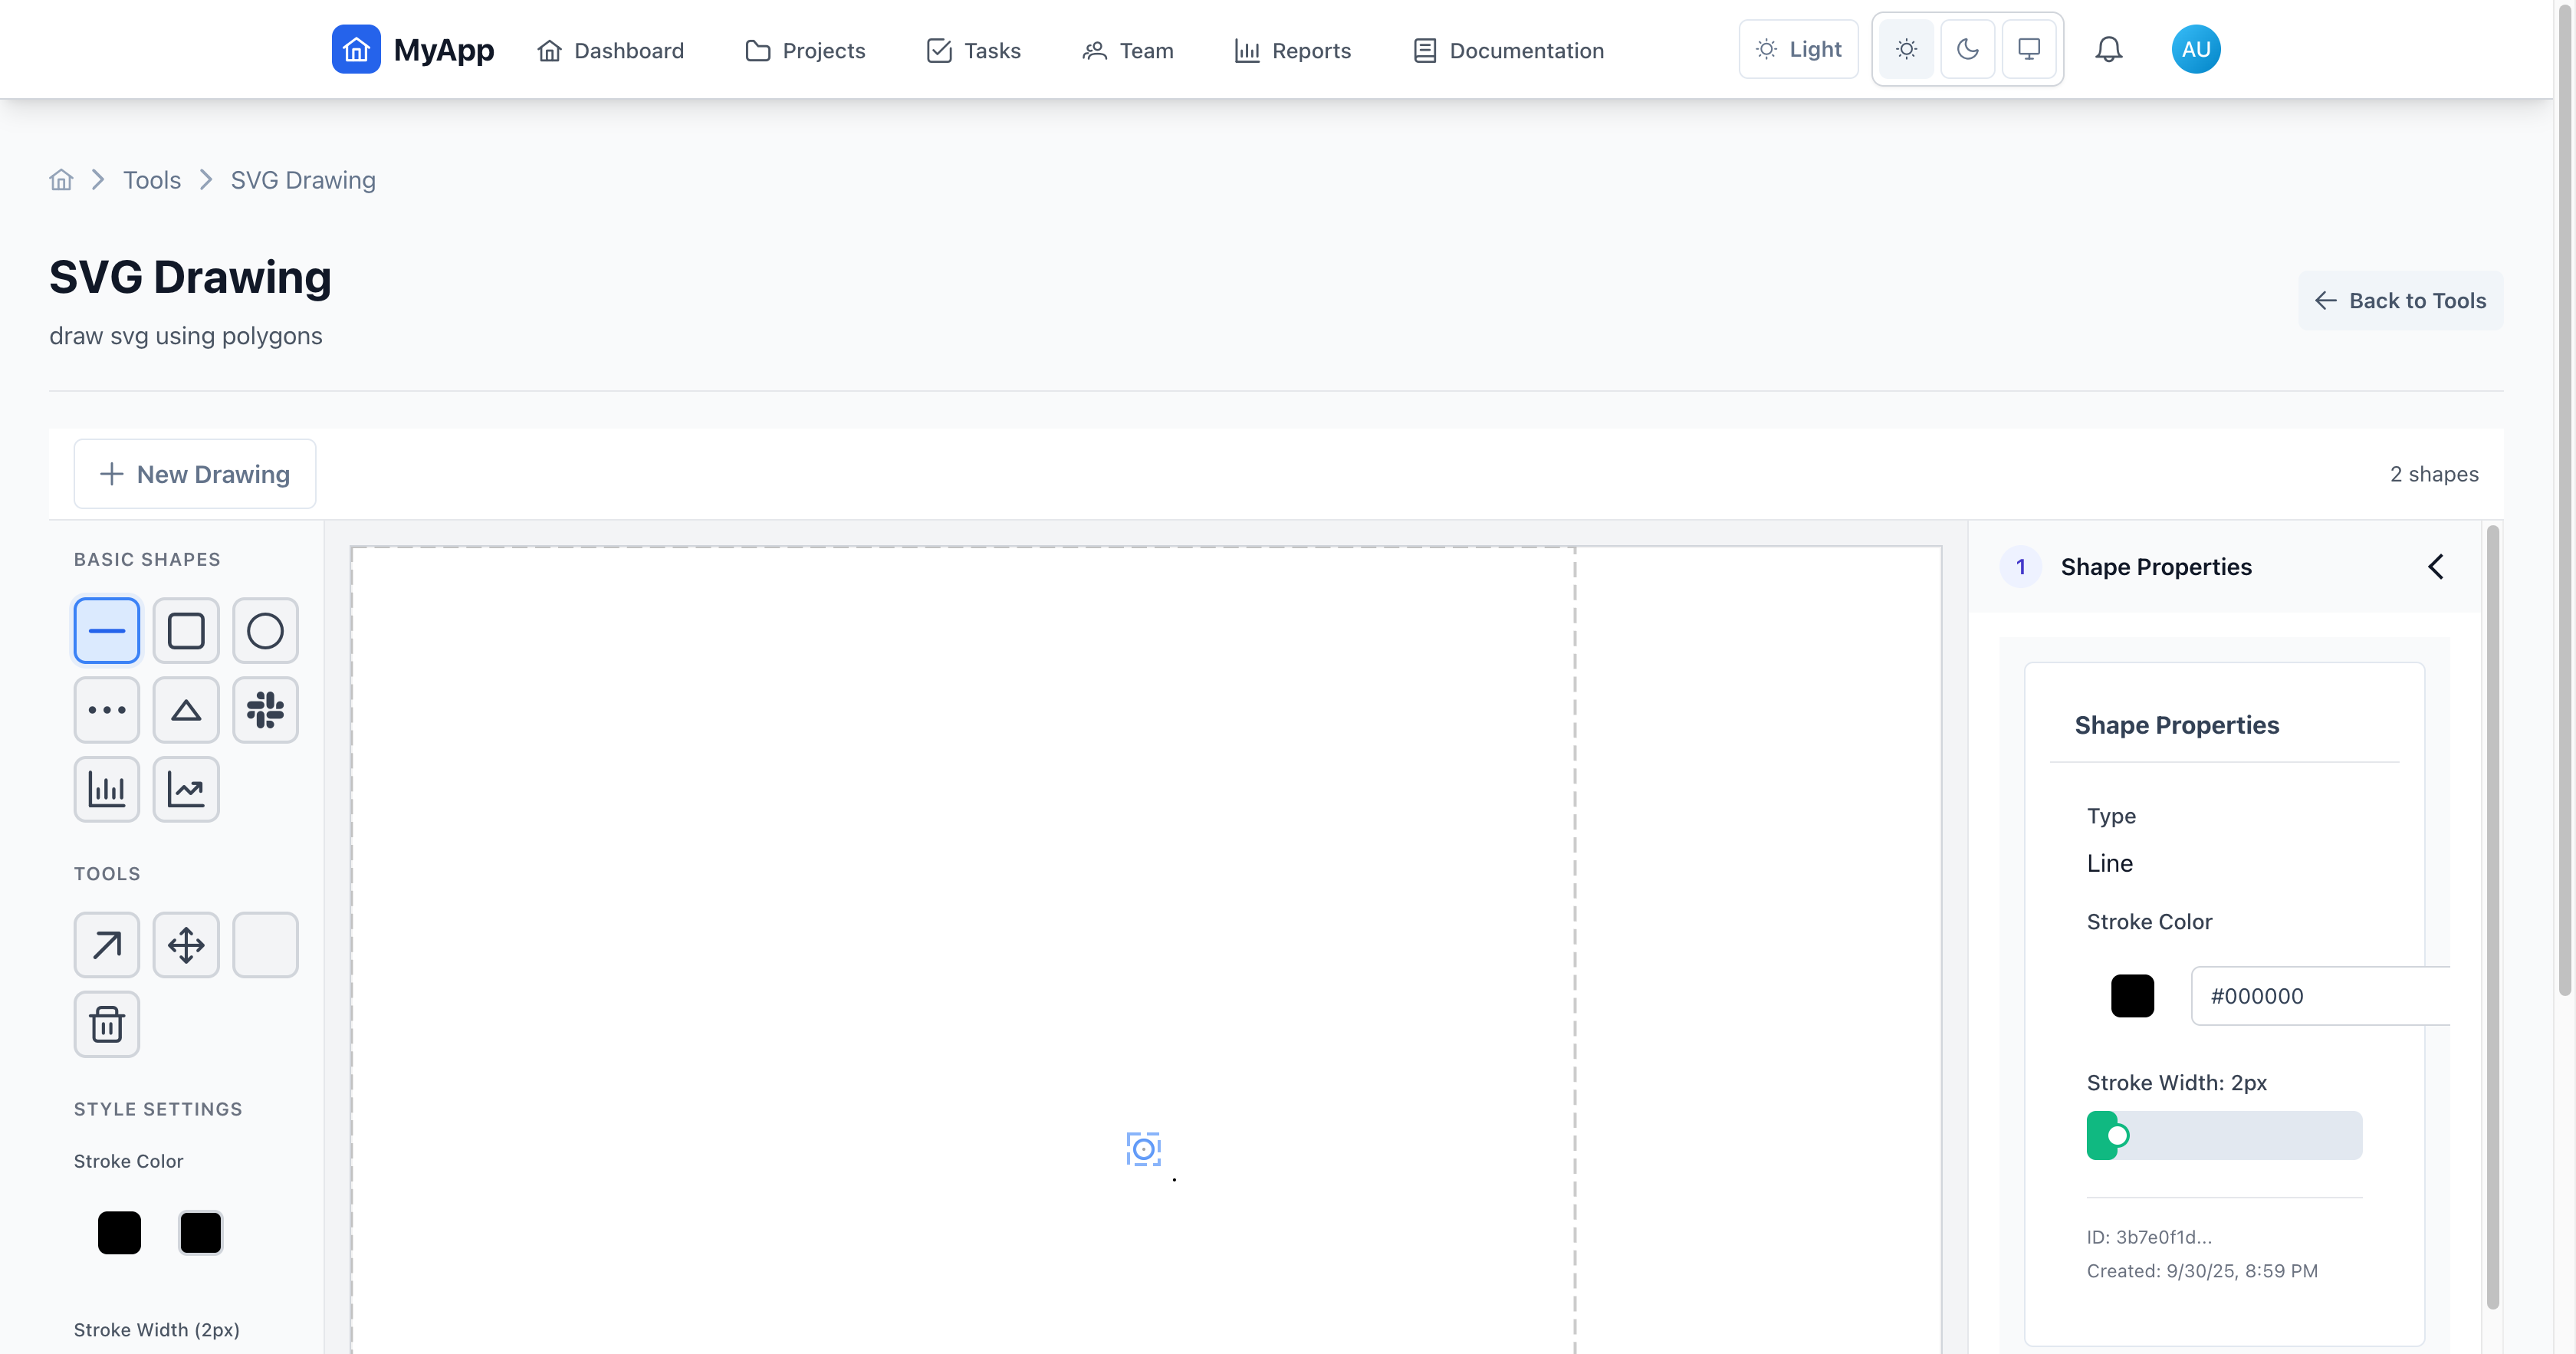 MyApp
Dashboard
Projects
Tasks
Team
Reports
Documentation
Light
AU
Tools
SVG Drawing
SVG Drawing
draw svg using polygons
Back to Tools
New Drawing
2 shapes
BASIC SHAPES
TOOLS
STYLE SETTINGS
Stroke Color
Stroke Width (2px)
1
Shape Properties
Shape Properties
Type
Line
Stroke Color
#000000
Stroke Width: 2px
ID: 3b7e0f1d...
Created: 9/30/25, 8:59 PM